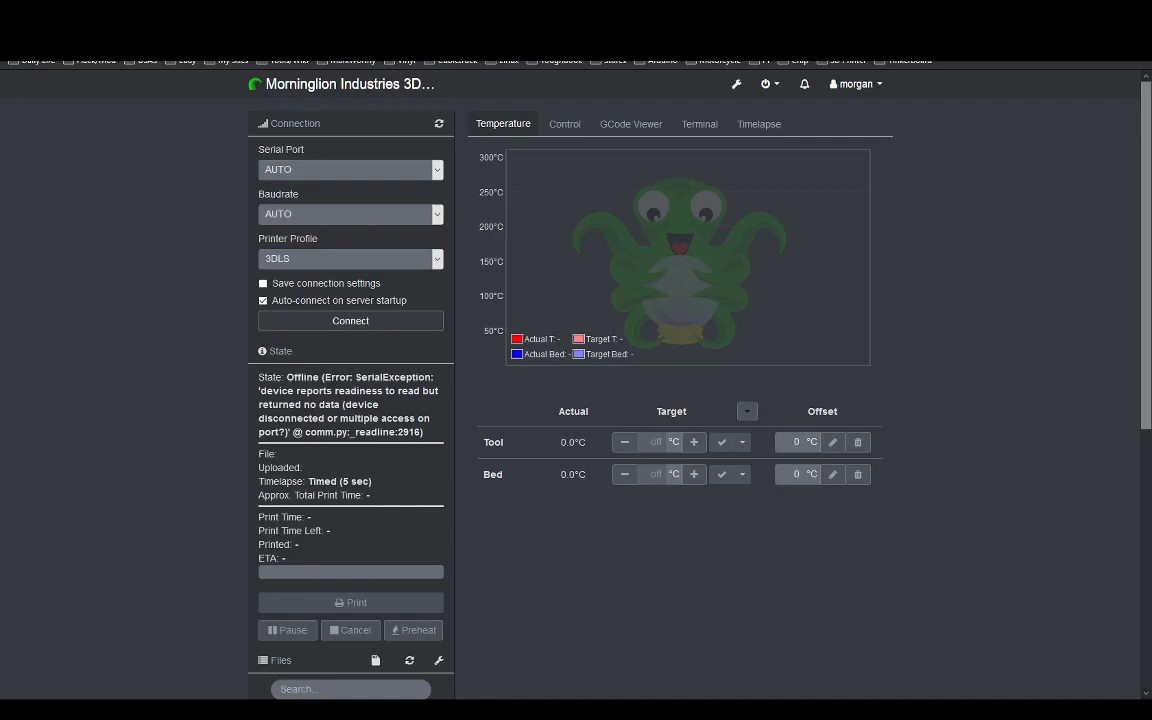 Morninglion Industries 3D…
morgan
Connection
Serial Port
AUTO
Baudrate
AUTO
Printer Profile
3DLS
Save connection settings
Auto-connect on server startup
Connect
State
State: Offline (Error: SerialException:
'device reports readiness to read but
returned no data (device
disconnected or multiple access on
port?)' @ comm.py:_readline:2916)
File:
Uploaded:
Timelapse: Timed (5 sec)
Approx. Total Print Time: -
Print Time: -
Print Time Left: -
Printed: -
ETA: -
Print
Pause Cancel Preheat
Files
Search...
Temperature Control GCode Viewer Terminal Timelapse
300°C
250°C
200°C
150°C
100°C
50°C
Actual T: - Target T: -
Actual Bed: - Target Bed: -
Actual Target Offset
Tool 0.0°C off °C 0 °C
Bed 0.0°C off °C 0 °C